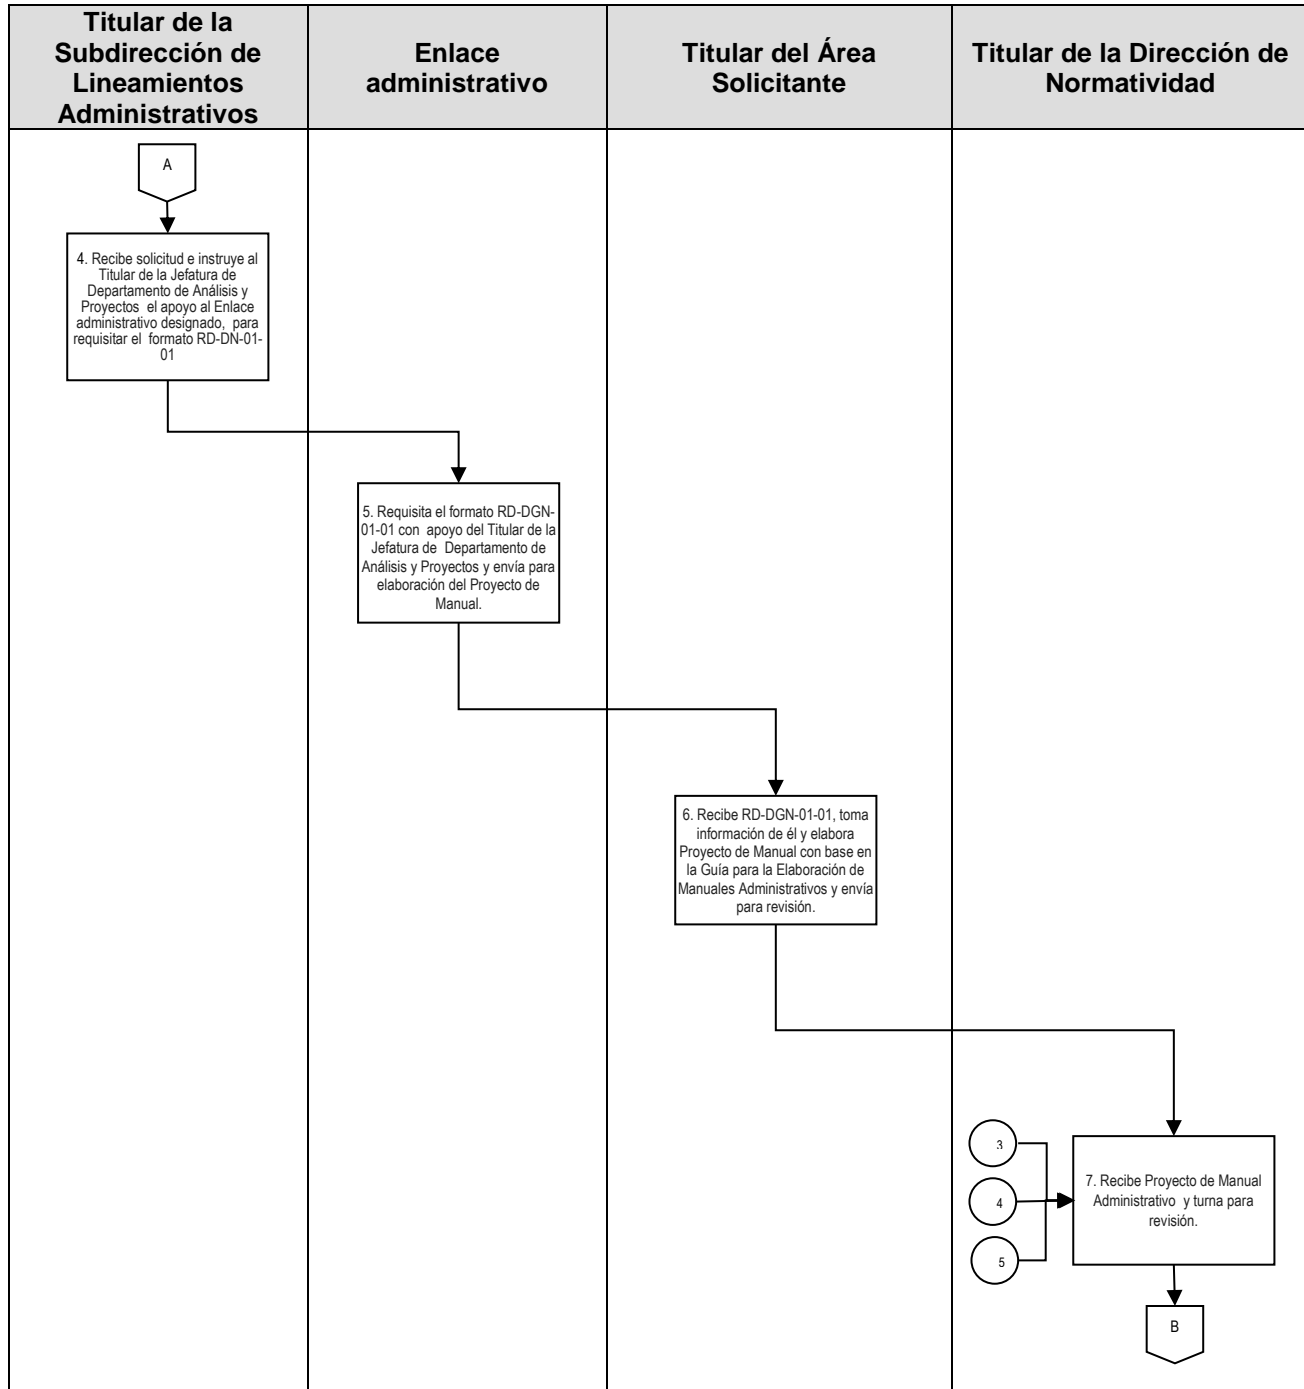 Titular de la
Subdirección de
Lineamientos
Administrativos
Enlace
administrativo
Titular del Área
Solicitante
Titular de la Dirección de
Normatividad
A
4. Recibe solicitud e instruye al
Titular de la Jefatura de
Departamento de Análisis y
Proyectos el apoyo al Enlace
administrativo designado, para
requisitar el formato RD-DN-01-
01
5. Requisita el formato RD-DGN-
01-01 con apoyo del Titular de la
Jefatura de Departamento de
Análisis y Proyectos y envía para
elaboración del Proyecto de
Manual.
6. Recibe RD-DGN-01-01, toma
información de él y elabora
Proyecto de Manual con base en
la Guía para la Elaboración de
Manuales Administrativos y envía
para revisión.
3
4
5
7. Recibe Proyecto de Manual
Administrativo y turna para
revisión.
B